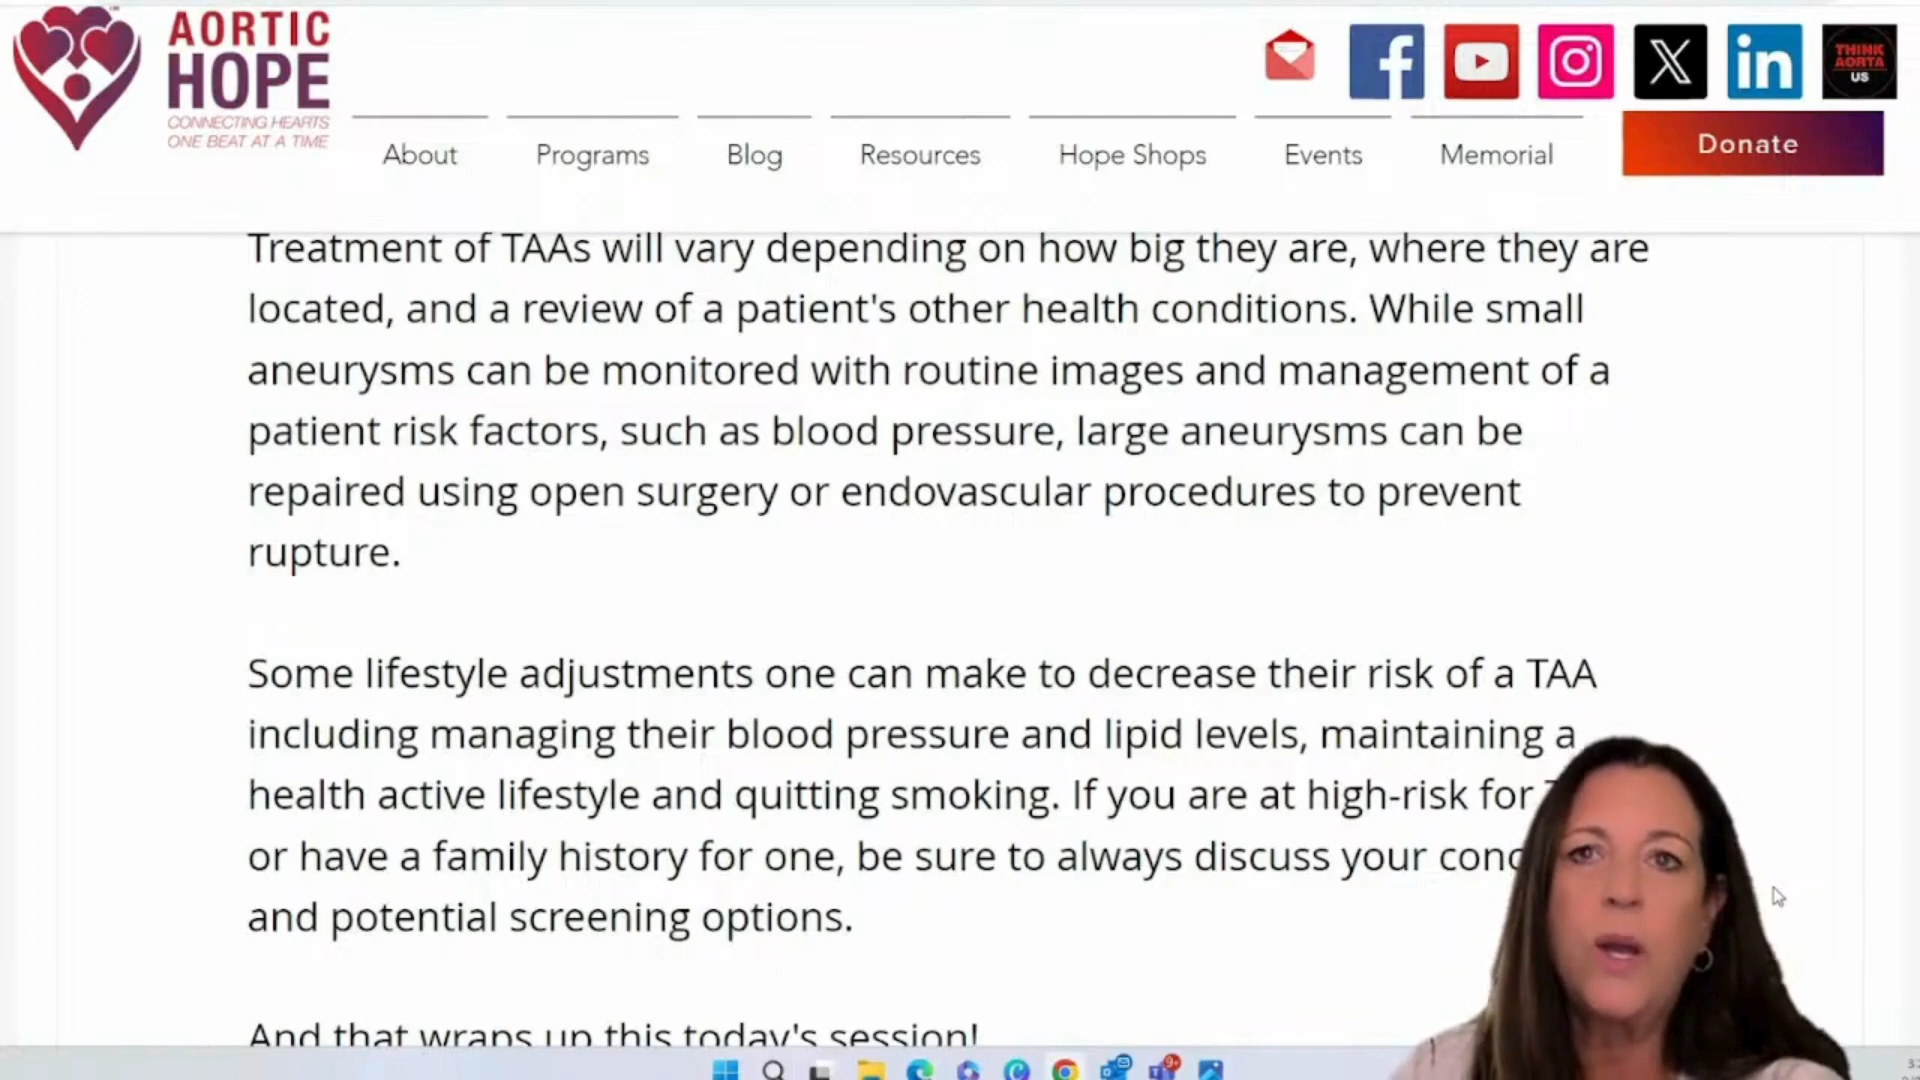 AORTIC
HOPE
CONNECTING HEARTS
ONE BEAT AT A TIME
THINK
AORTA
US
About
Programs
Blog
Resources
Hope Shops
Events
Memorial
Donate
Treatment of TAAs will vary depending on how big they are, where they are
located, and a review of a patient's other health conditions. While small
aneurysms can be monitored with routine images and management of a
patient risk factors, such as blood pressure, large aneurysms can be
repaired using open surgery or endovascular procedures to prevent
rupture.
Some lifestyle adjustments one can make to decrease their risk of a TAA
including managing their blood pressure and lipid levels, maintaining a
health active lifestyle and quitting smoking. If you are at high-risk for
or have a family history for one, be sure to always discuss your
and potential screening options.
And that wraps up this today's session!